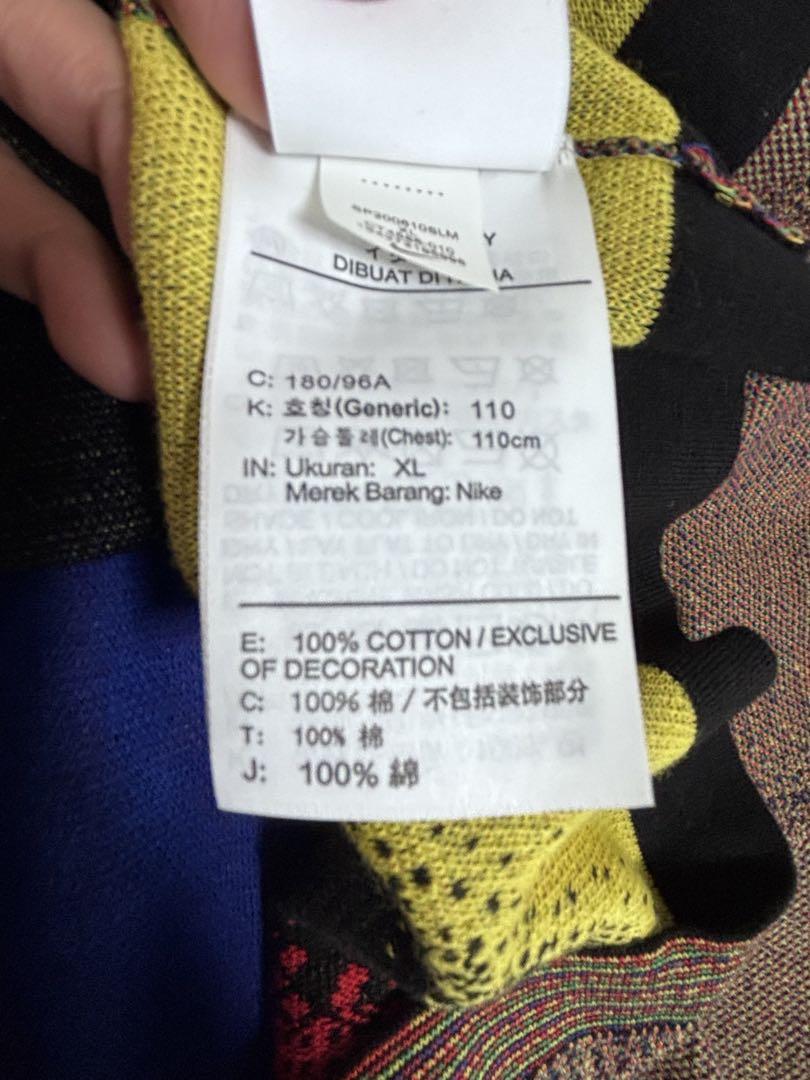 DIBUAT DI
C: 180/96A
K: 호칭(Generic): 110
가슴둘레(Chest): 110cm
IN: Ukuran: XL
Merek Barang: Nike
E: 100% COTTON / EXCLUSIVE
OF DECORATION
C: 100% 棉 / 不包括装饰部分
T: 100% 棉
J: 100% 綿